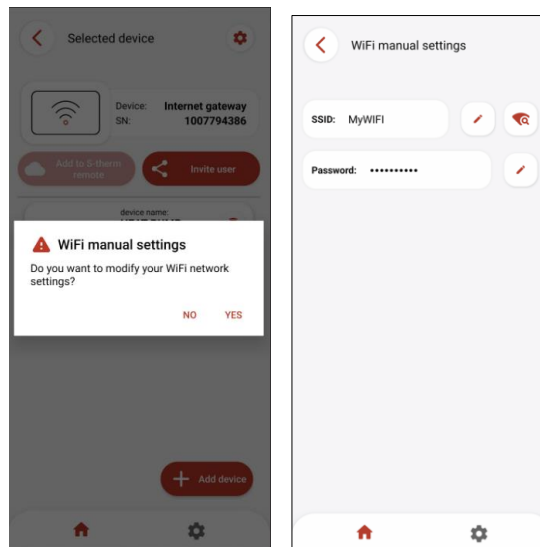 Selected device
Device: Internet gateway
SN: 1007794386
Add to S-therm
remote
Invite user
device name:
WiFi manual settings
Do you want to modify your WiFi network
settings?
NO YES
Add device
WiFi manual settings
SSID: MyWIFI
Password: ••••••••••